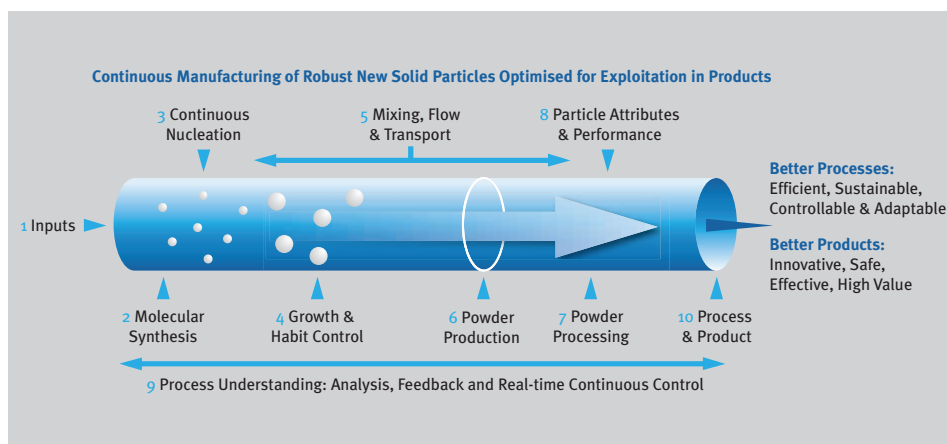 Continuous Manufacturing of Robust New Solid Particles Optimised for Exploitation in Products
3 Continuous
Nucleation
5 Mixing, Flow
& Transport
8 Particle Attributes
& Performance
1 Inputs
Better Processes:
Efficient, Sustainable,
Controllable & Adaptable
Better Products:
Innovative, Safe,
Effective, High Value
2 Molecular
Synthesis
4 Growth &
Habit Control
6 Powder
Production
7 Powder
Processing
10 Process
& Product
9 Process Understanding: Analysis, Feedback and Real-time Continuous Control